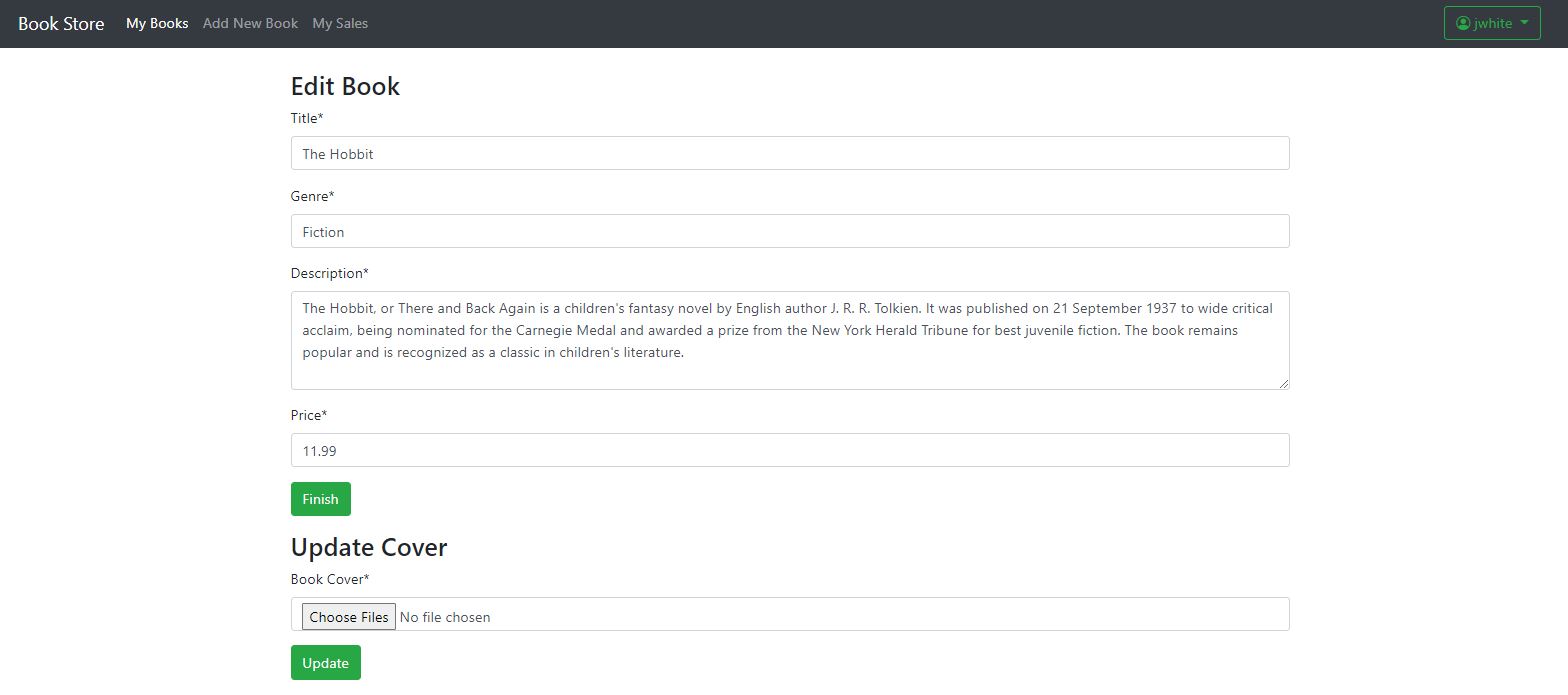 Book Store My Books Add New Book My Sales jwhite
Edit Book
Title*
The Hobbit
Genre*
Fiction
Description*
The Hobbit, or There and Back Again is a children's fantasy novel by English author J. R. R. Tolkien. It was published on 21 September 1937 to wide critical
acclaim, being nominated for the Carnegie Medal and awarded a prize from the New York Herald Tribune for best juvenile fiction. The book remains
popular and is recognized as a classic in children's literature.
Price*
11.99
Finish
Update Cover
Book Cover*
Choose Files No file chosen
Update